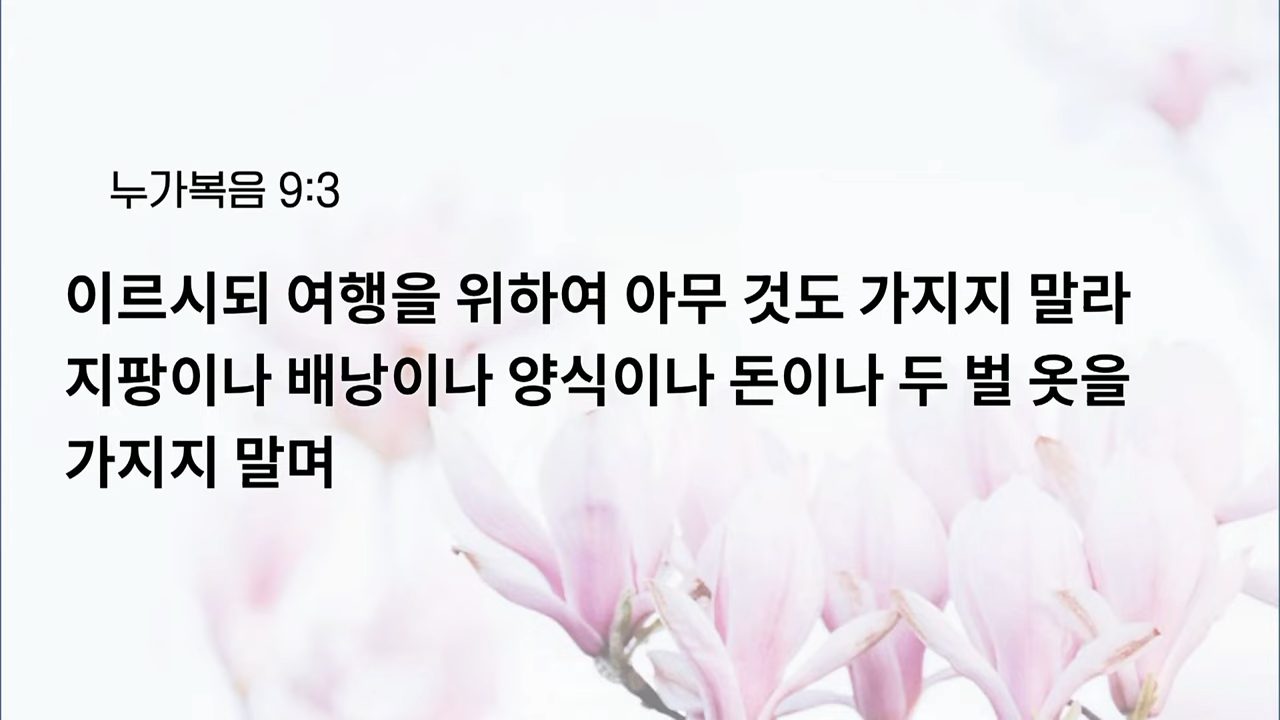 누가복음 9:3
이르시되 여행을 위하여 아무 것도 가지지 말라
지팡이나 배낭이나 양식이나 돈이나 두 벌 옷을
가지지 말며